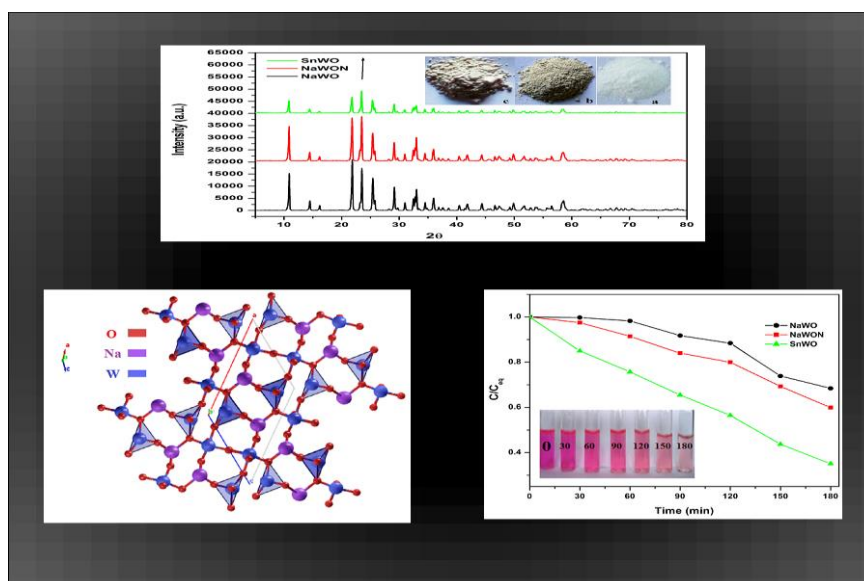 65000
60000
55000
50000
45000
40000
35000
30000
25000
20000
15000
10000
5000
0
Intensity (a.u.)
SnWO
NaWON
NaWO
c b a
10 20 30 40 50 60 70 80
2θ
O
Na
W
a
c
a
1.0
0.8
0.6
0.4
C/C
NaWO
NaWON
SnWO
0 30 60 90 120 150 180
0 30 60 90 120 150 180
Time (min)